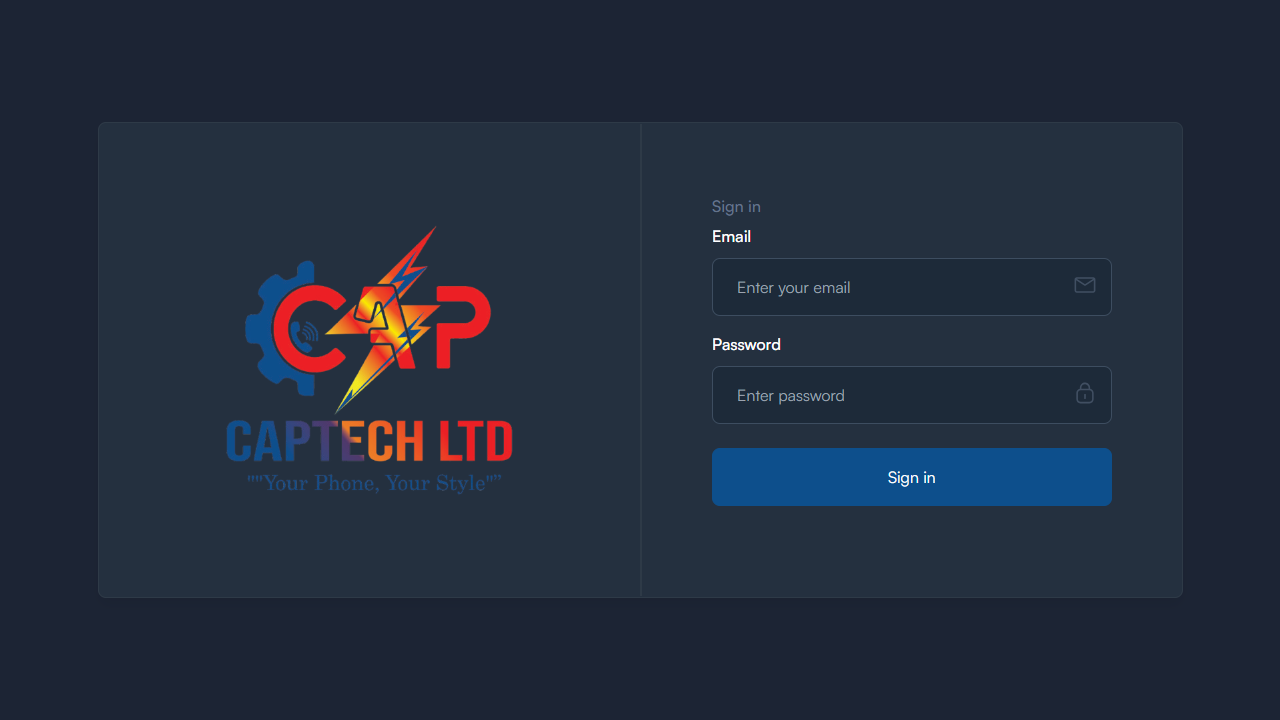 CAP
CAPTECH LTD
""Your Phone, Your Style"”
Sign in
Email
Enter your email
Password
Enter password
Sign in